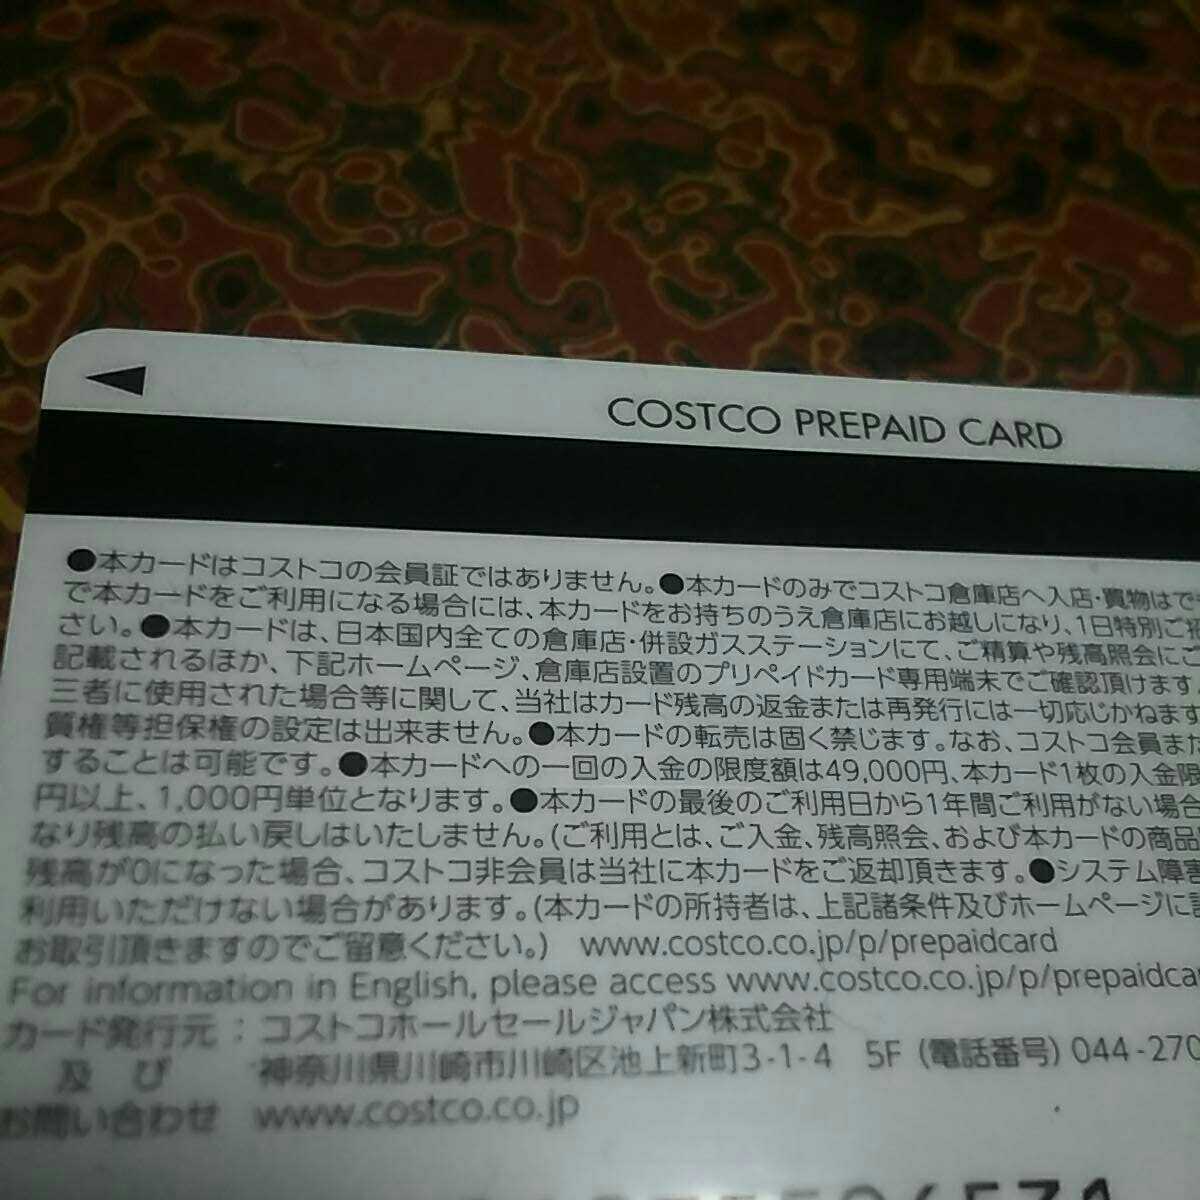 COSTCO PREPAID CARD
●本カードはコストコの会員証ではありません。●本カードのみでコストコ倉庫店へ入店・買物はでき
で本カードをご利用になる場合には、本カードをお持ちのうえ倉庫店にお越しになり、1日特別ご招
さい。●本カードは、日本国内全ての倉庫店・併設ガスステーションにて、ご精算や残高照会にご
記載されるほか、下記ホームページ、倉庫店設置のプリペイドカード専用端末でご確認頂けます。
三者に使用された場合等に関して、当社はカード残高の返金または再発行には一切応じかねます
質権等担保権の設定は出来ません。●本カードの転売は固く禁じます。なお、コストコ会員また
することは可能です。●本カードへの一回の入金の限度額は49,000円、本カード1枚の入金限
円以上、1,000円単位となります。●本カードの最後のご利用日から1年間ご利用がない場合
なり残高の払い戻しはいたしません。(ご利用とは、ご入金、残高照会、および本カードの商品
残高が0になった場合、コストコ非会員は当社に本カードをご返却頂きます。●システム障害
利用いただけない場合があります。(本カードの所持者は、上記諸条件及びホームページに記
お取引頂きますのでご留意ください。) www.costco.co.jp/p/prepaidcard
For information in English, please access www.costco.co.jp/p/prepaidca
カード発行元：コストコホールセールジャパン株式会社
及び 神奈川県川崎市川崎区池上新町3-1-4 5F (電話番号) 044-270
お問い合わせ www.costco.co.jp